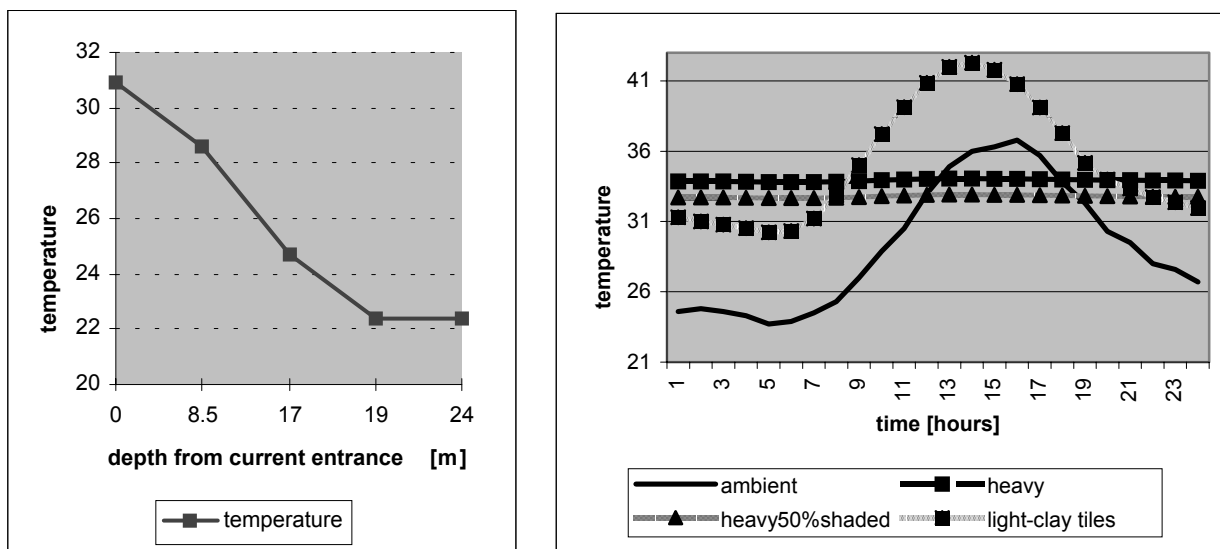 32
30
28
26
24
22
20
temperature
0 8.5 17 19 24
depth from current entrance [m]
temperature
41
36
31
26
21
temperature
1 3 5 7 9 11 13 15 17 19 21 23
time [hours]
ambient heavy
heavy50%shaded light-clay tiles